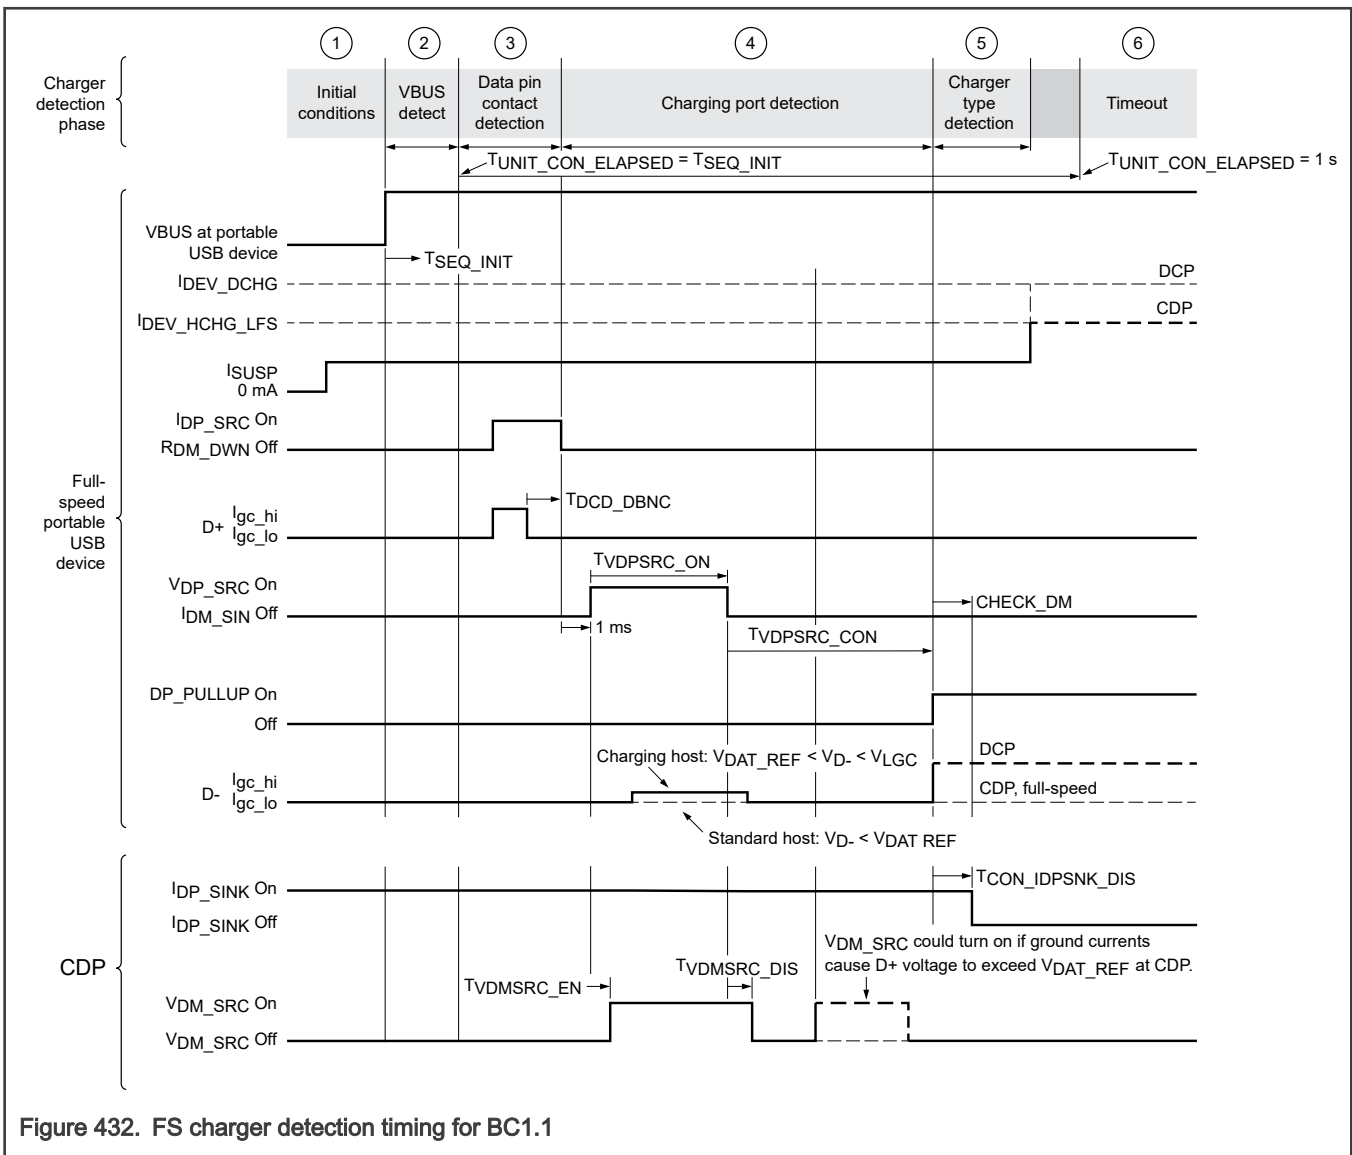 1 2 3 4 5 6
Charger
detection
phase
Initial
conditions
VBUS
detect
Data pin
contact
detection
Charging port detection
Charger
type
detection
Timeout
TUNIT_CON_ELAPSED = TSEQ_INIT
TUNIT_CON_ELAPSED = 1 s
VBUS at portable
USB device
TSEQ_INIT
IDEV_DCHG
DCP
IDEV_HCHG_LFS
CDP
ISUSP
0 mA
IDP_SRC On
RDM_DWN Off
Full-
speed
portable
USB
device
TDCD_DBNC
D+ lgc_hi
lgc_lo
TVDPSRC_ON
VDP_SRC On
IDM_SIN Off
CHECK_DM
1 ms
TVDPSRC_CON
DP_PULLUP On
Off
Charging host: VDAT_REF < VD- < VLGC
DCP
D- lgc_hi
lgc_lo
CDP, full-speed
Standard host: VD- < VDAT REF
CDP
IDP_SINK On
TCON_IDPSNK_DIS
IDP_SINK Off
VDM_SRC could turn on if ground currents
cause D+ voltage to exceed VDAT_REF at CDP.
TVDMSRC_EN
TVDMSRC_DIS
VDM_SRC On
VDM_SRC Off
Figure 432. FS charger detection timing for BC1.1